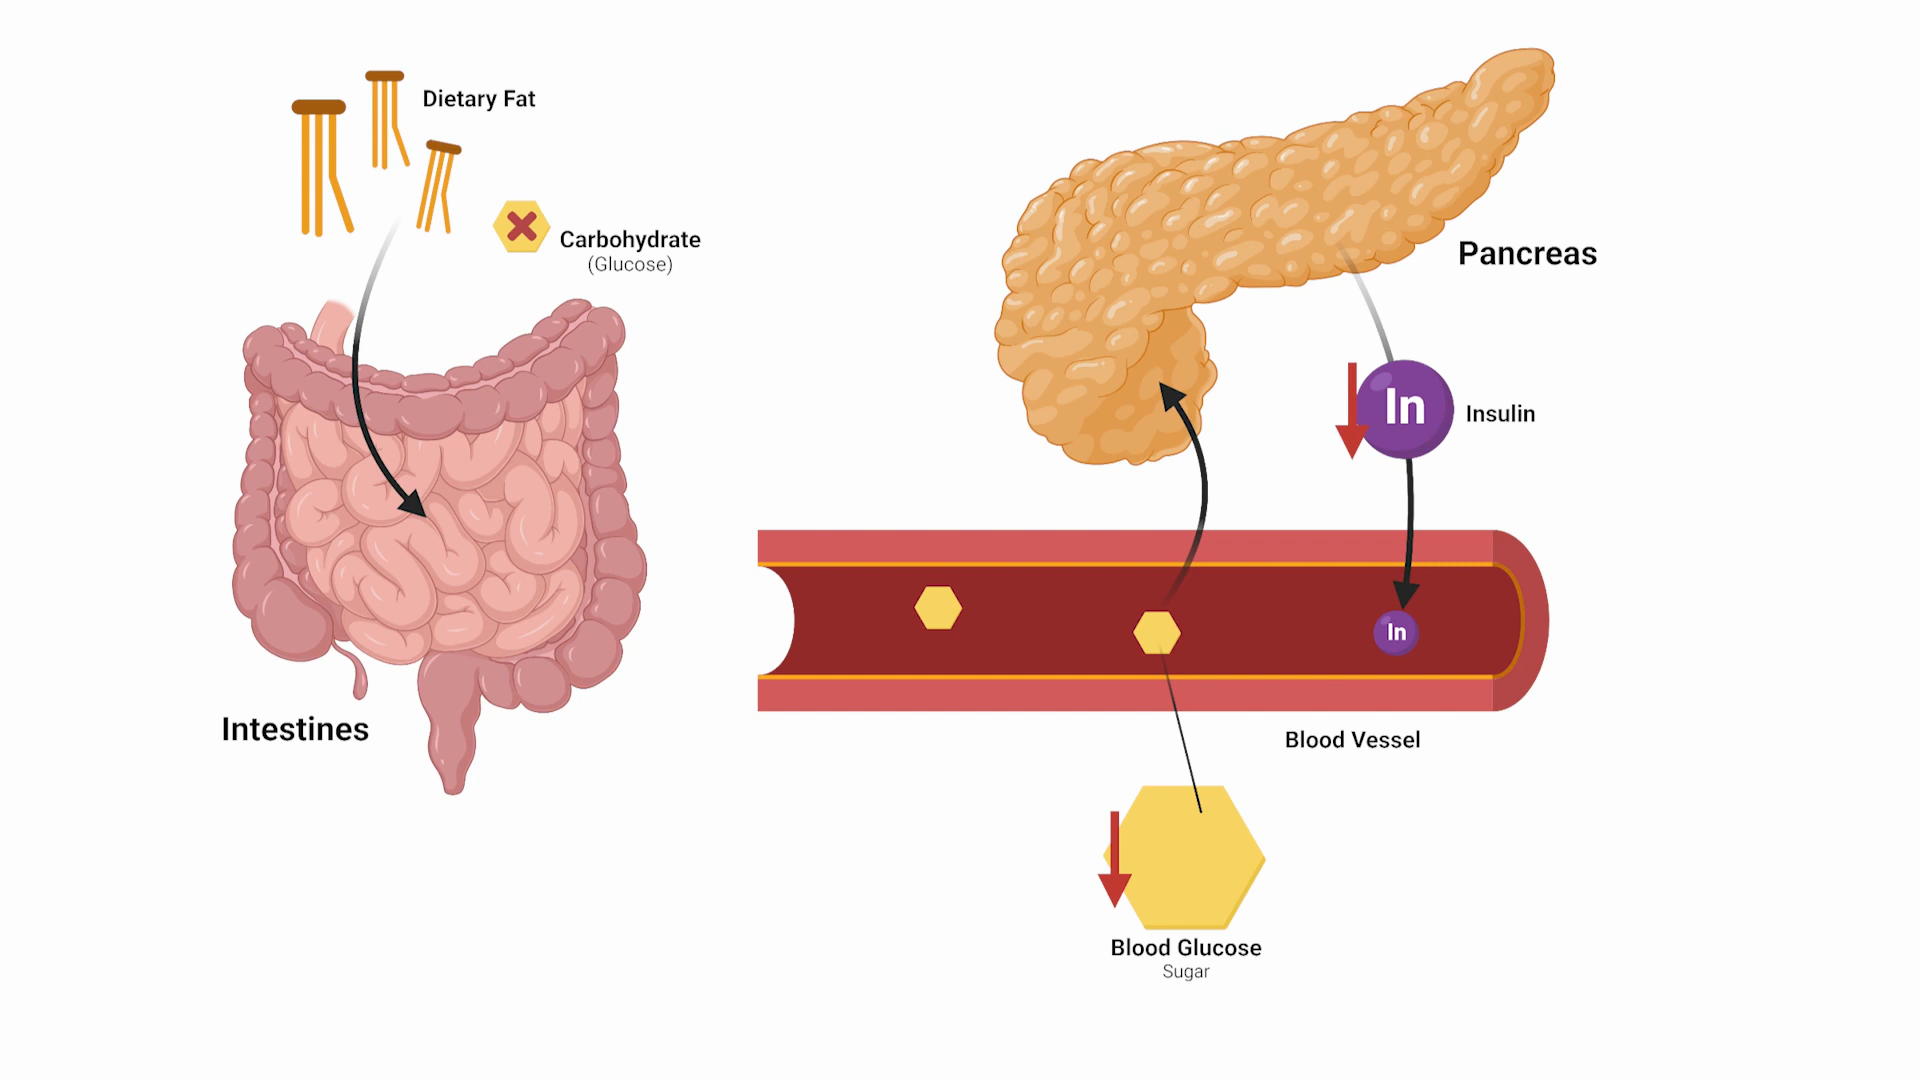 Dietary Fat
Carbohydrate
(Glucose)
Pancreas
In
Insulin
In
Intestines
Blood Vessel
Blood Glucose
Sugar